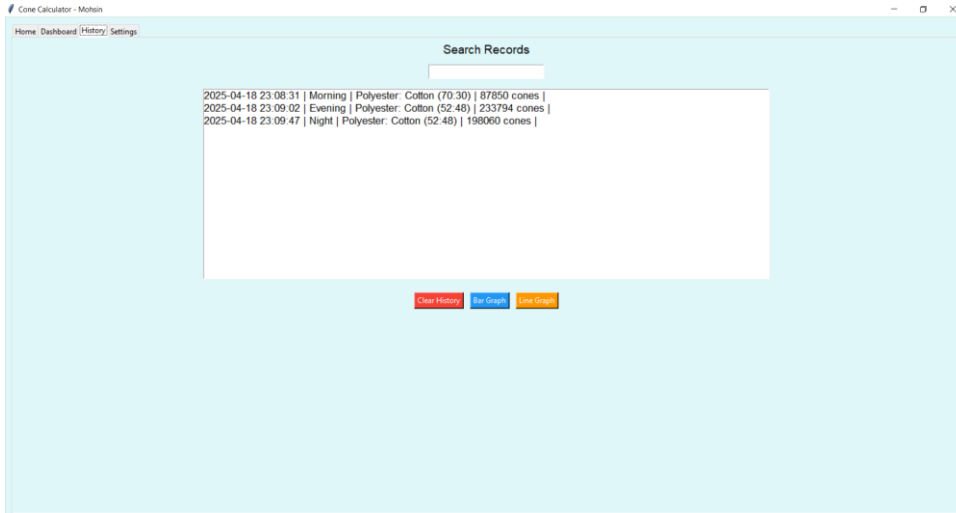 Cone Calculator - Mohsin
Home Dashboard History Settings
Search Records
2025-04-18 23:08:31 | Morning | Polyester: Cotton (70:30) | 87850 cones |
2025-04-18 23:09:02 | Evening | Polyester: Cotton (52:48) | 233794 cones |
2025-04-18 23:09:47 | Night | Polyester: Cotton (52:48) | 198060 cones |
Clear History Bar Graph Line Graph